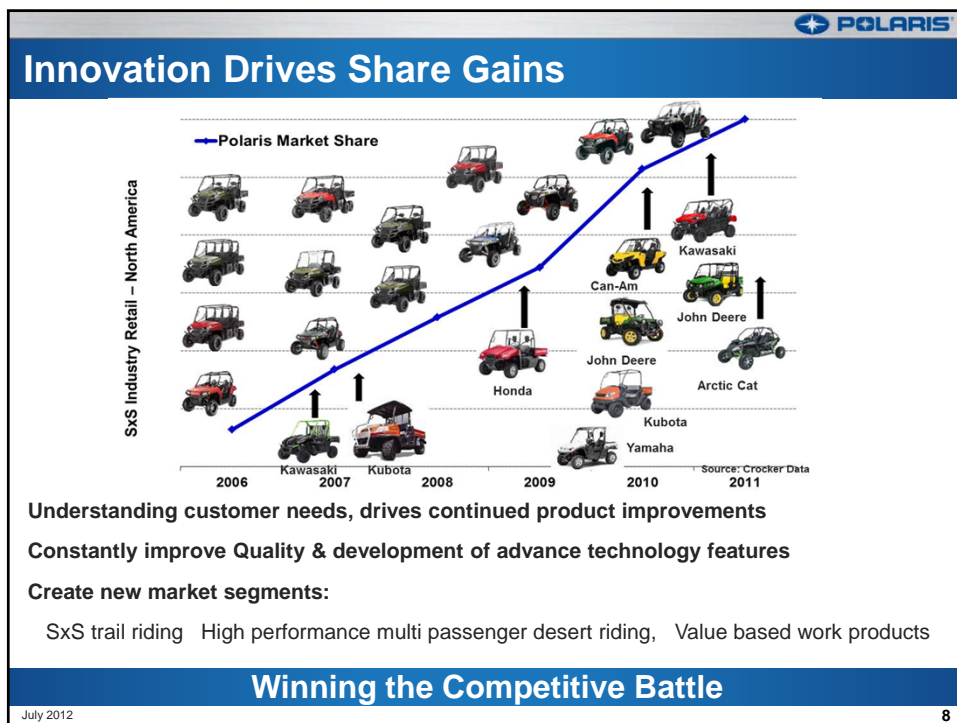 POLARIS
Innovation Drives Share Gains
Polaris Market Share
SxS Industry Retail – North America
Kawasaki
Can-Am
John Deere
John Deere
Honda
Arctic Cat
Kubota
Yamaha
Kawasaki Kubota
Source: Crocker Data
2006 2007 2008 2009 2010 2011
Understanding customer needs, drives continued product improvements
Constantly improve Quality & development of advance technology features
Create new market segments:
SxS trail riding High performance multi passenger desert riding, Value based work products
Winning the Competitive Battle
July 2012
8